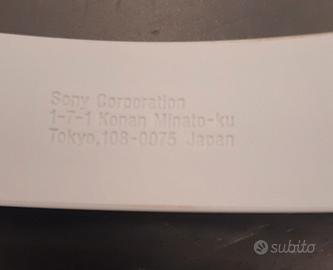 Sony Corporation
1-7-1 Konan Minato-ku
Tokyo,108-0075 Japan
subito